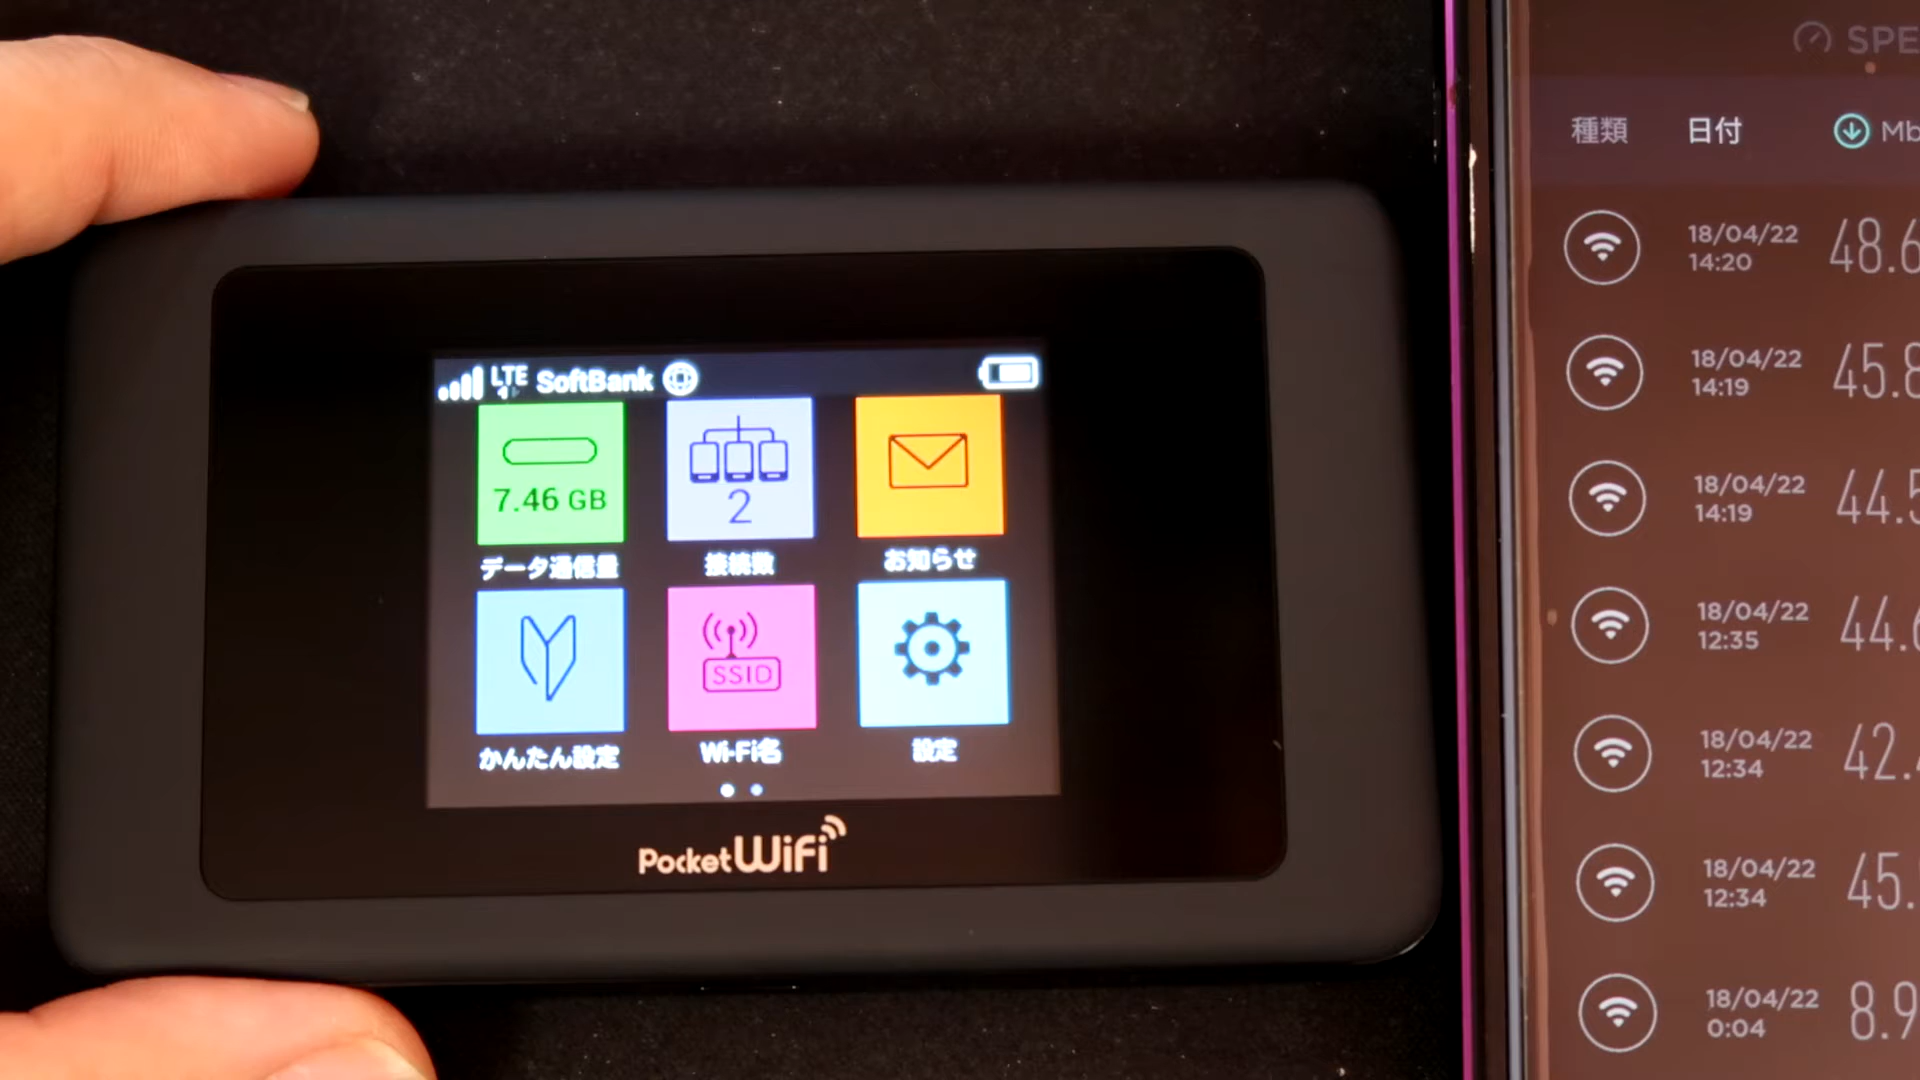 LTE SoftBank
7.46 GB
2
データ通信量
接続数
お知らせ
SSID
かんたん設定
Wi-Fi名
設定
PocketWiFi
SPE
種類 日付 Mb
18/04/22
14:20
48.6
18/04/22
14:19
45.8
18/04/22
14:19
44.5
18/04/22
12:35
44.6
18/04/22
12:34
42.
18/04/22
12:34
45.
18/04/22
0:04
8.9